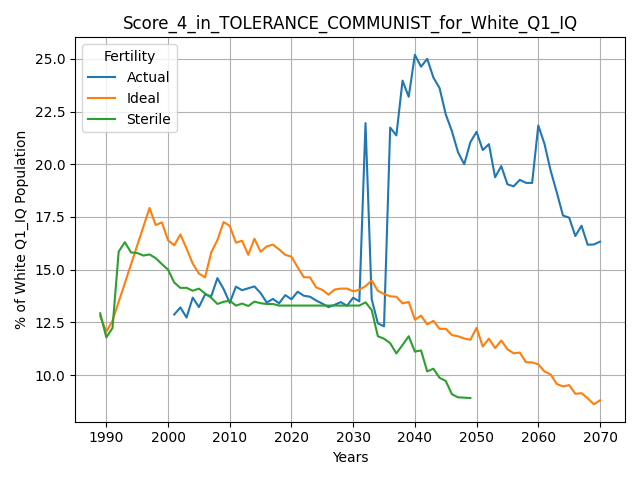 Score_4_in_TOLERANCE_COMMUNIST_for_White_Q1_IQ
Fertility
Actual
Ideal
Sterile
% of White Q1_IQ Population
25.0
22.5
20.0
17.5
15.0
12.5
10.0
1990
2000
2010
2020
2030
2040
2050
2060
2070
Years